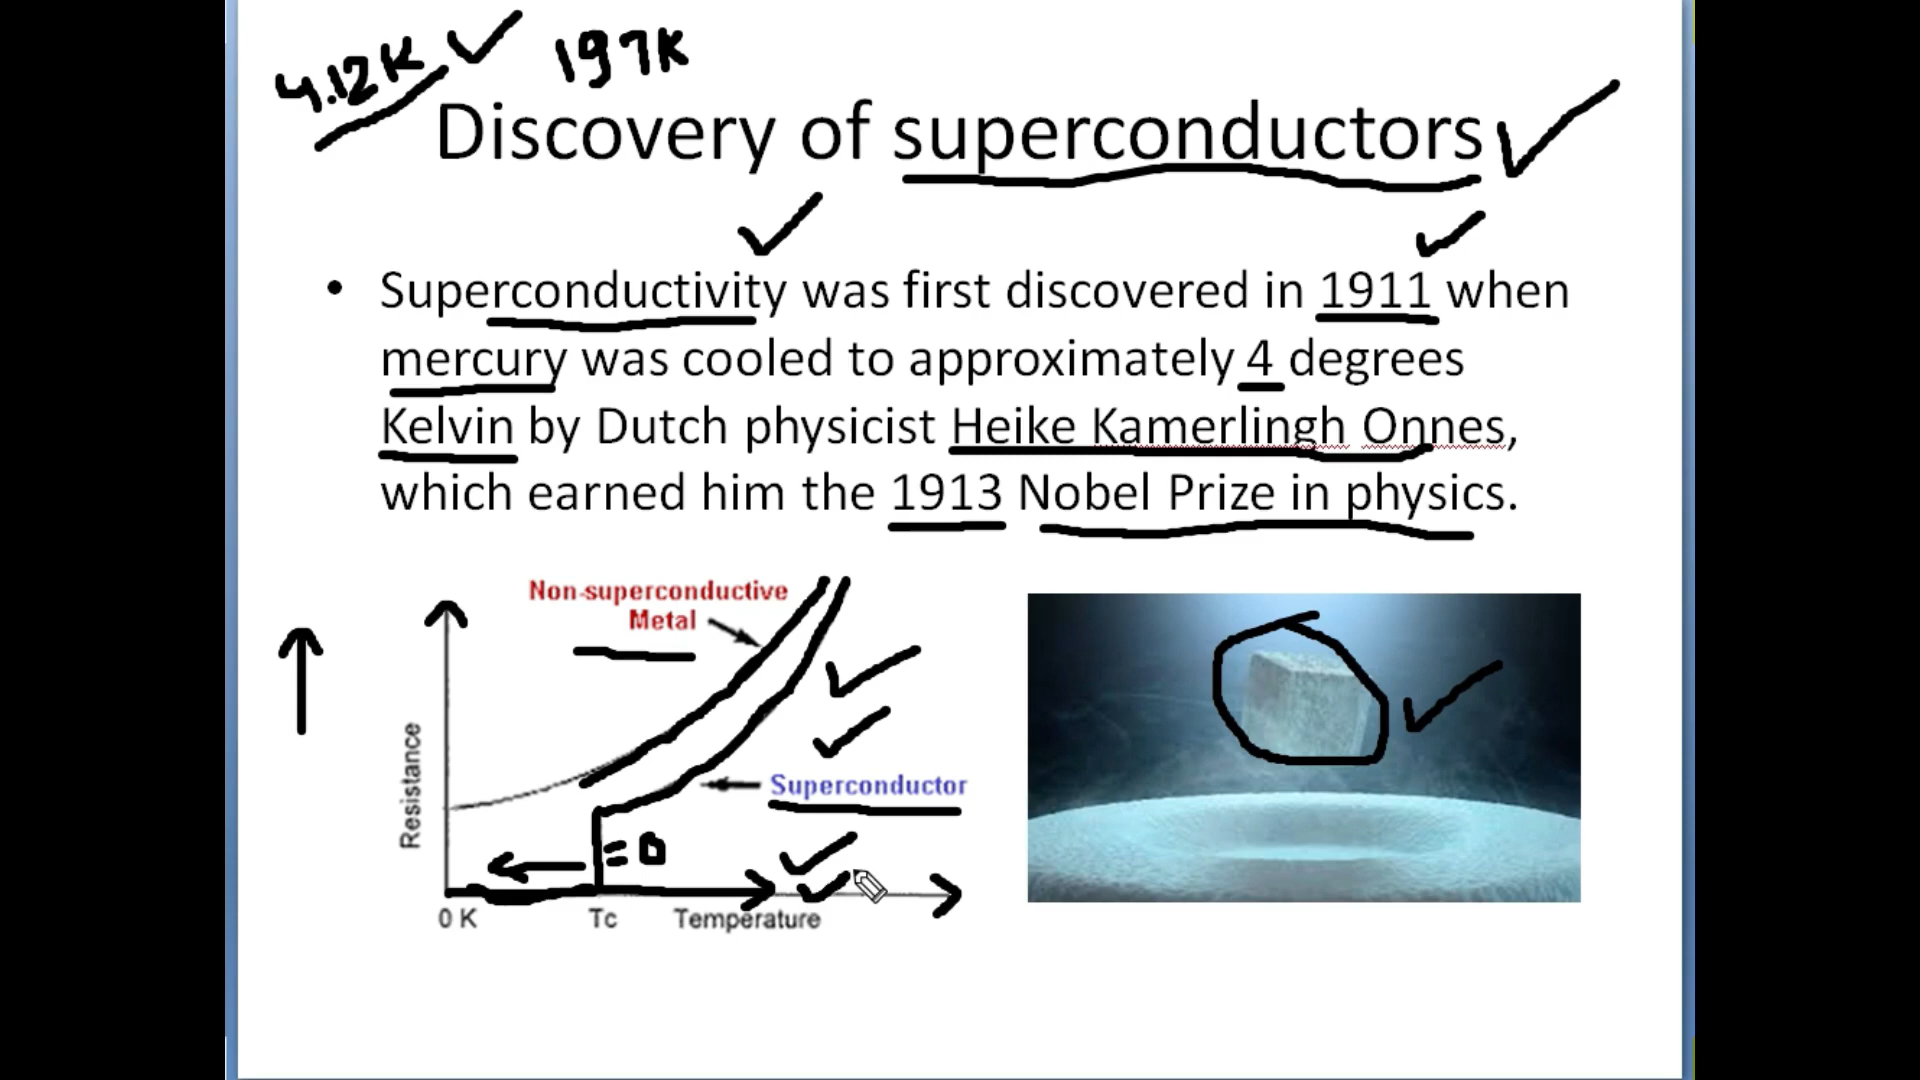 4.12K 197K
Discovery of superconductors
• Superconductivity was first discovered in 1911 when
mercury was cooled to approximately 4 degrees
Kelvin by Dutch physicist Heike Kamerlingh Onnes,
which earned him the 1913 Nobel Prize in physics.
Non-superconductive
Metal
Resistance
Superconductor
=0
0 K Tc Temperature